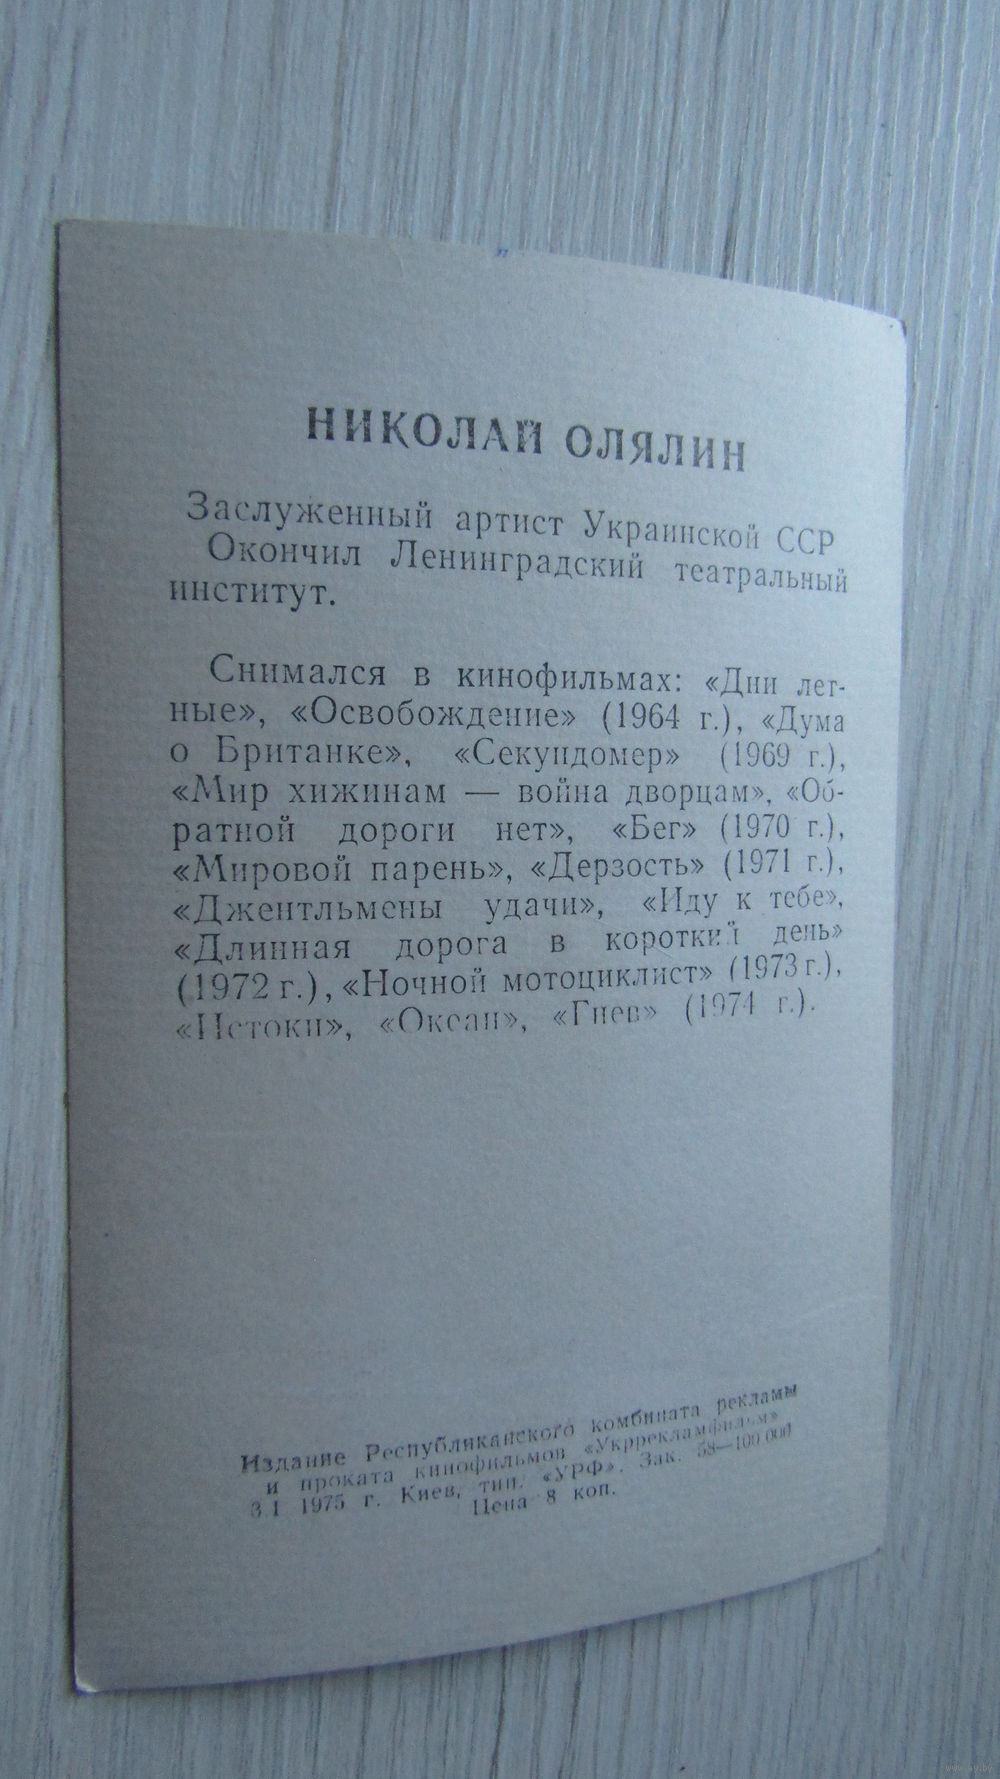 НИКОЛАЙ ОЛЯЛИН
Заслуженный артист Украинской ССР
Окончил Ленинградский театральный
институт.
Снимался в кинофильмах: «Дни лет-
ные», «Освобождение» (1964 г.), «Дума
о Британке», «Секундомер» (1969 г.),
«Мир хижинам — война дворцам», «Об-
ратной дороги нет», «Бег» (1970 г.),
«Мировой парень», «Дерзость» (1971 г.),
«Джентльмены удачи», «Иду к тебе»,
«Длинная дорога в короткий день»
(1972 г.), «Ночной мотоциклист» (1973 г.),
«Истоки», «Океан», «Гнев» (1974 г.).
Издание Республиканского комбината рекламы
и проката кинофильмов «Укррекламфильм»
3.I 1975 г. Киев, тип. «УРФ». Зак. 58—100 000
Цена 8 коп.